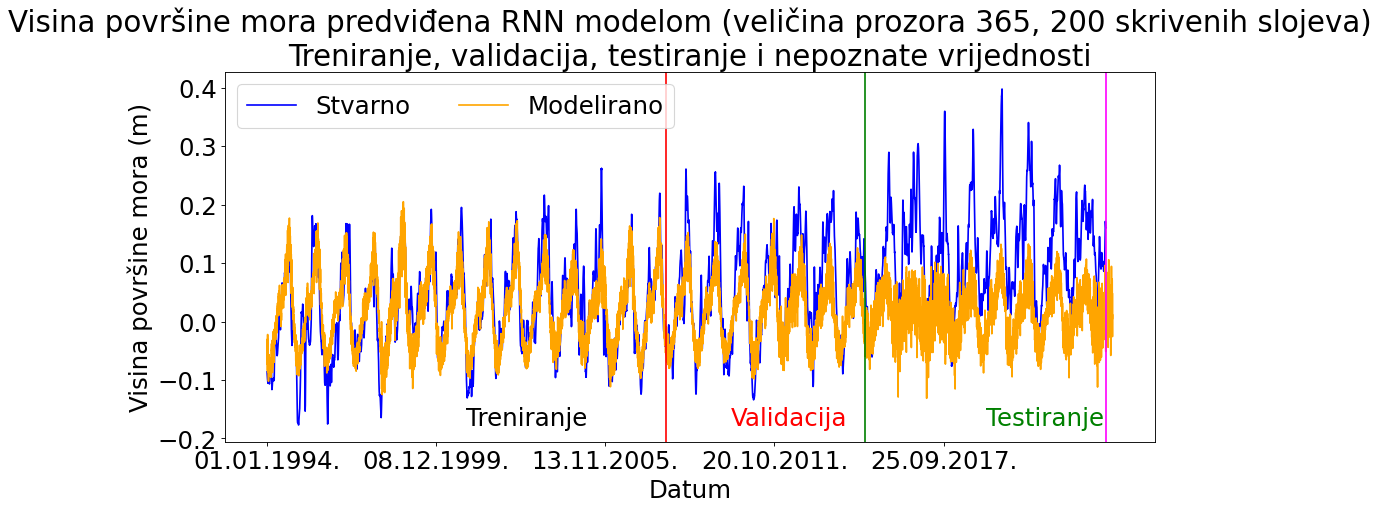 Visina površine mora predviđena RNN modelom (veličina prozora 365, 200 skrivenih slojeva)
Treniranje, validacija, testiranje i nepoznate vrijednosti
Stvarno
Modelirano
Visina površine mora (m)
0.4
0.3
0.2
0.1
0.0
−0.1
−0.2
Treniranje
Validacija
Testiranje
01.01.1994.
08.12.1999.
13.11.2005.
20.10.2011.
25.09.2017.
Datum